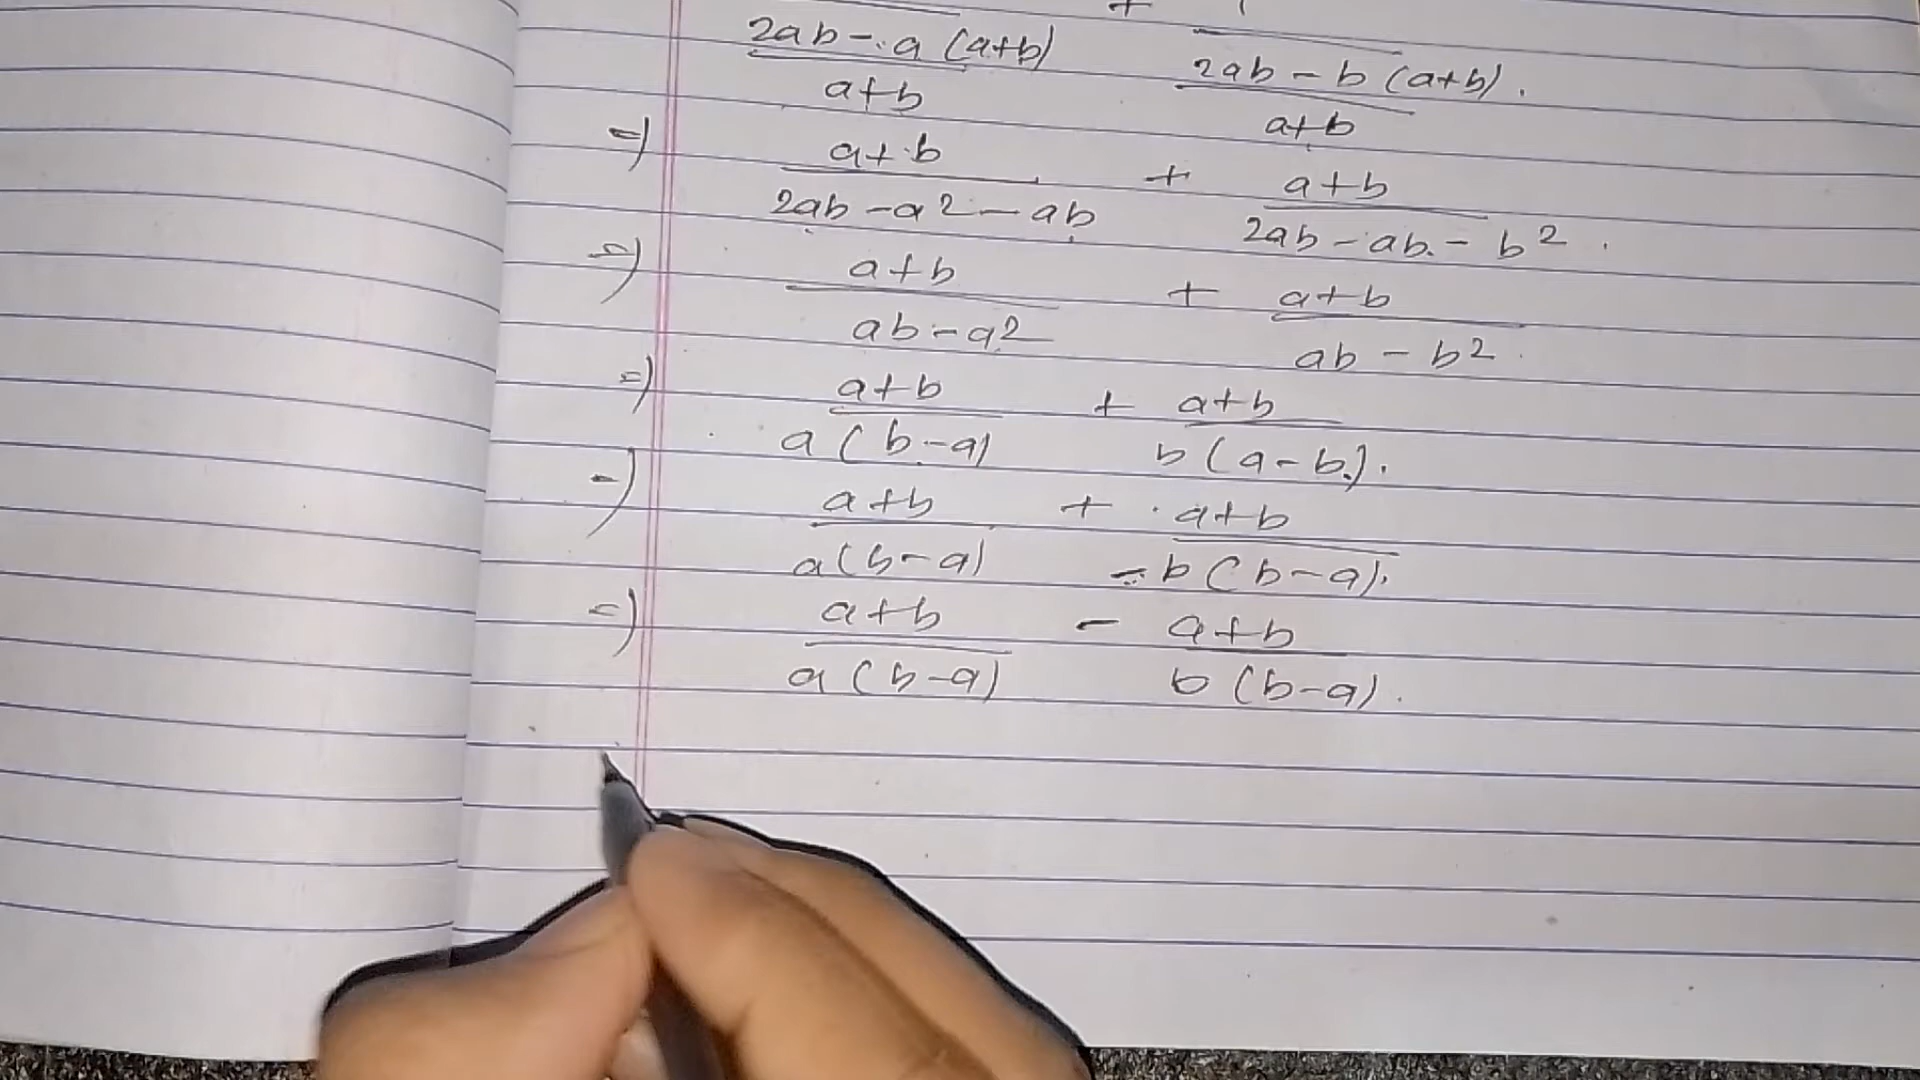 +
2ab - a (a+b)    2ab - b (a+b).
a+b    a+b
=) a+b + a+b
2ab - a2 - ab    2ab - ab - b2.
=) a+b + a+b
ab - a2    ab - b2.
=) a+b + a+b
a (b-a)    b (a-b).
=) a+b + a+b
a(b-a)    -b (b-a).
=) a+b - a+b
a (b-a)    b (b-a).